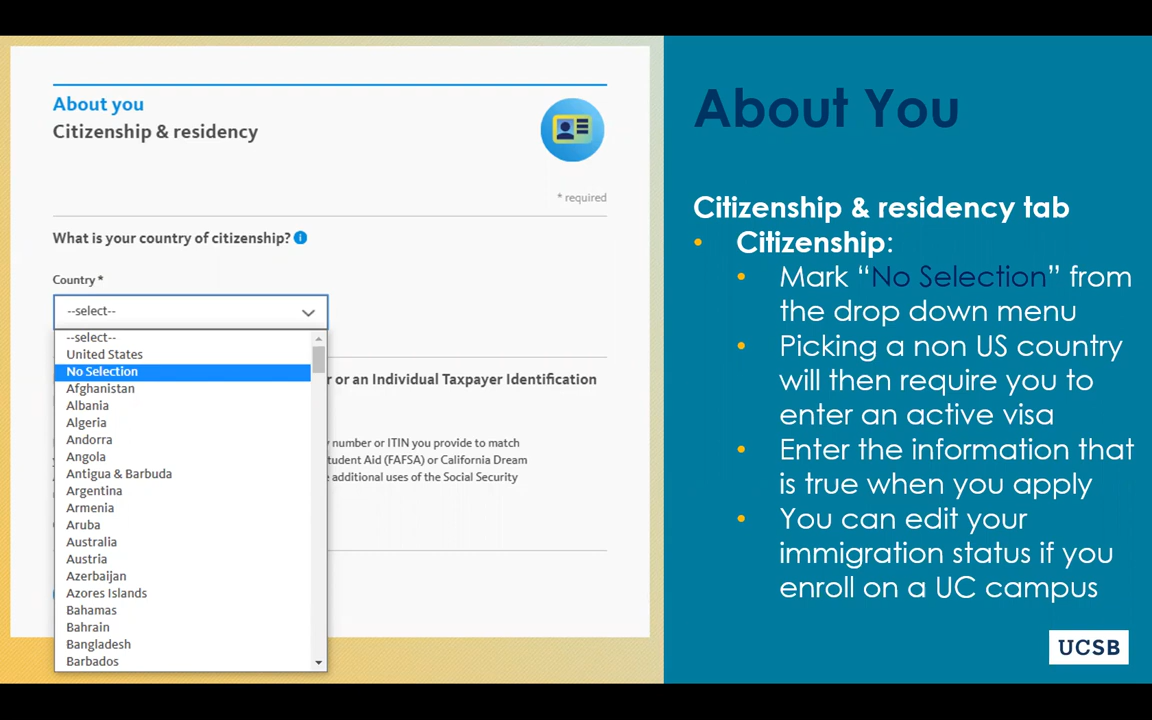 About you
Citizenship & residency
* required
What is your country of citizenship?
Country *
--select--
--select--
United States
No Selection
Afghanistan
Albania
Algeria
Andorra
Angola
Antigua & Barbuda
Argentina
Armenia
Aruba
Australia
Austria
Azerbaijan
Azores Islands
Bahamas
Bahrain
Bangladesh
Barbados
r or an Individual Taxpayer Identification
number or ITIN you provide to match
tudent Aid (FAFSA) or California Dream
additional uses of the Social Security
About You
Citizenship & residency tab
• Citizenship:
• Mark “No Selection” from
the drop down menu
• Picking a non US country
will then require you to
enter an active visa
• Enter the information that
is true when you apply
• You can edit your
immigration status if you
enroll on a UC campus
UCSB